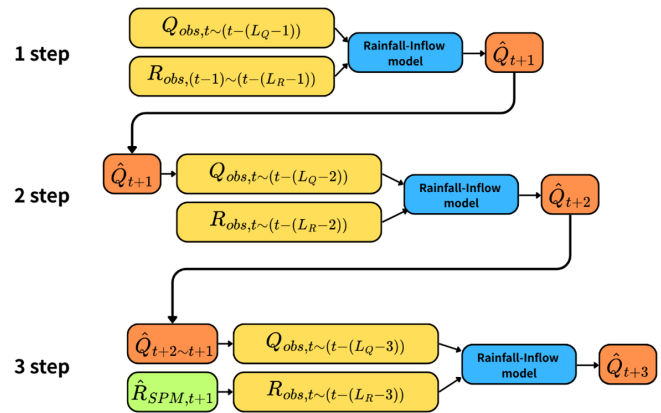 1 step
Q_{obs,t∼(t−(L_Q−1))}
R_{obs,(t−1)∼(t−(L_R−1))}
Rainfall-Inflow
model
Q̂_{t+1}
2 step
Q̂_{t+1}
Q_{obs,t∼(t−(L_Q−2))}
R_{obs,t∼(t−(L_R−2))}
Rainfall-Inflow
model
Q̂_{t+2}
3 step
Q̂_{t+2∼t+1}
Q_{obs,t∼(t−(L_Q−3))}
R̂_{SPM,t+1}
R_{obs,t∼(t−(L_R−3))}
Rainfall-Inflow
model
Q̂_{t+3}